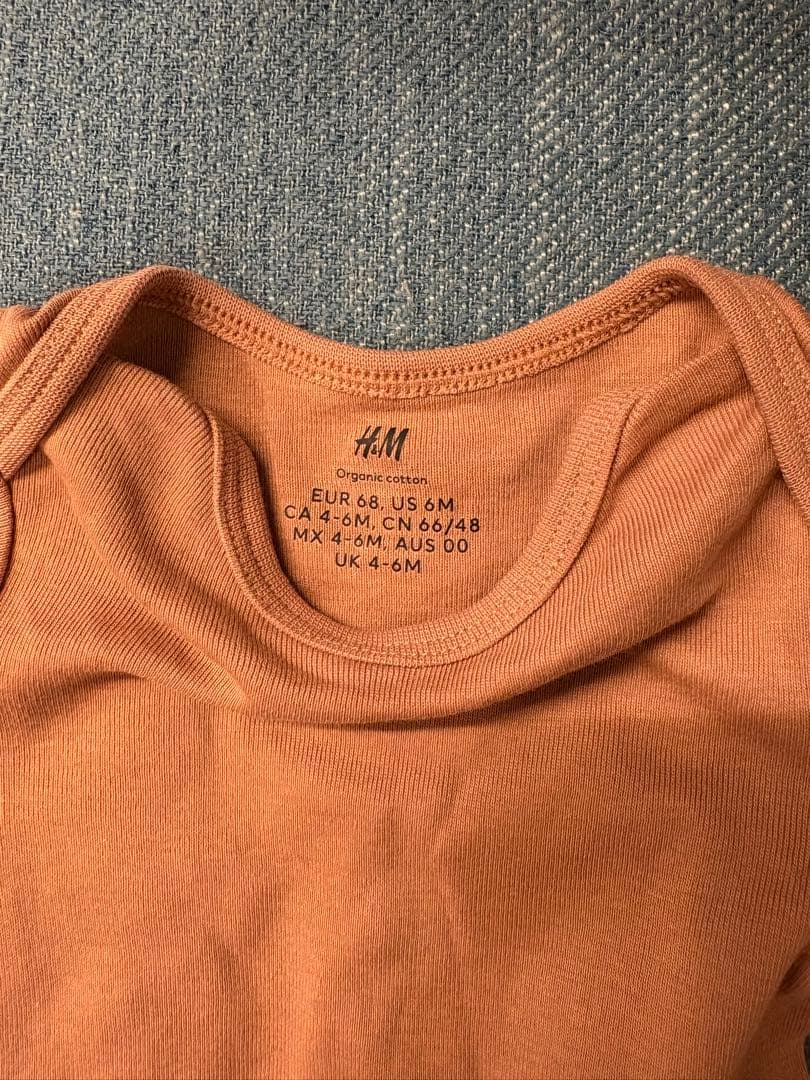 H&M
Organic cotton
EUR 68, US 6M
CA 4-6M, CN 66/48
MX 4-6M, AUS 00
UK 4-6M